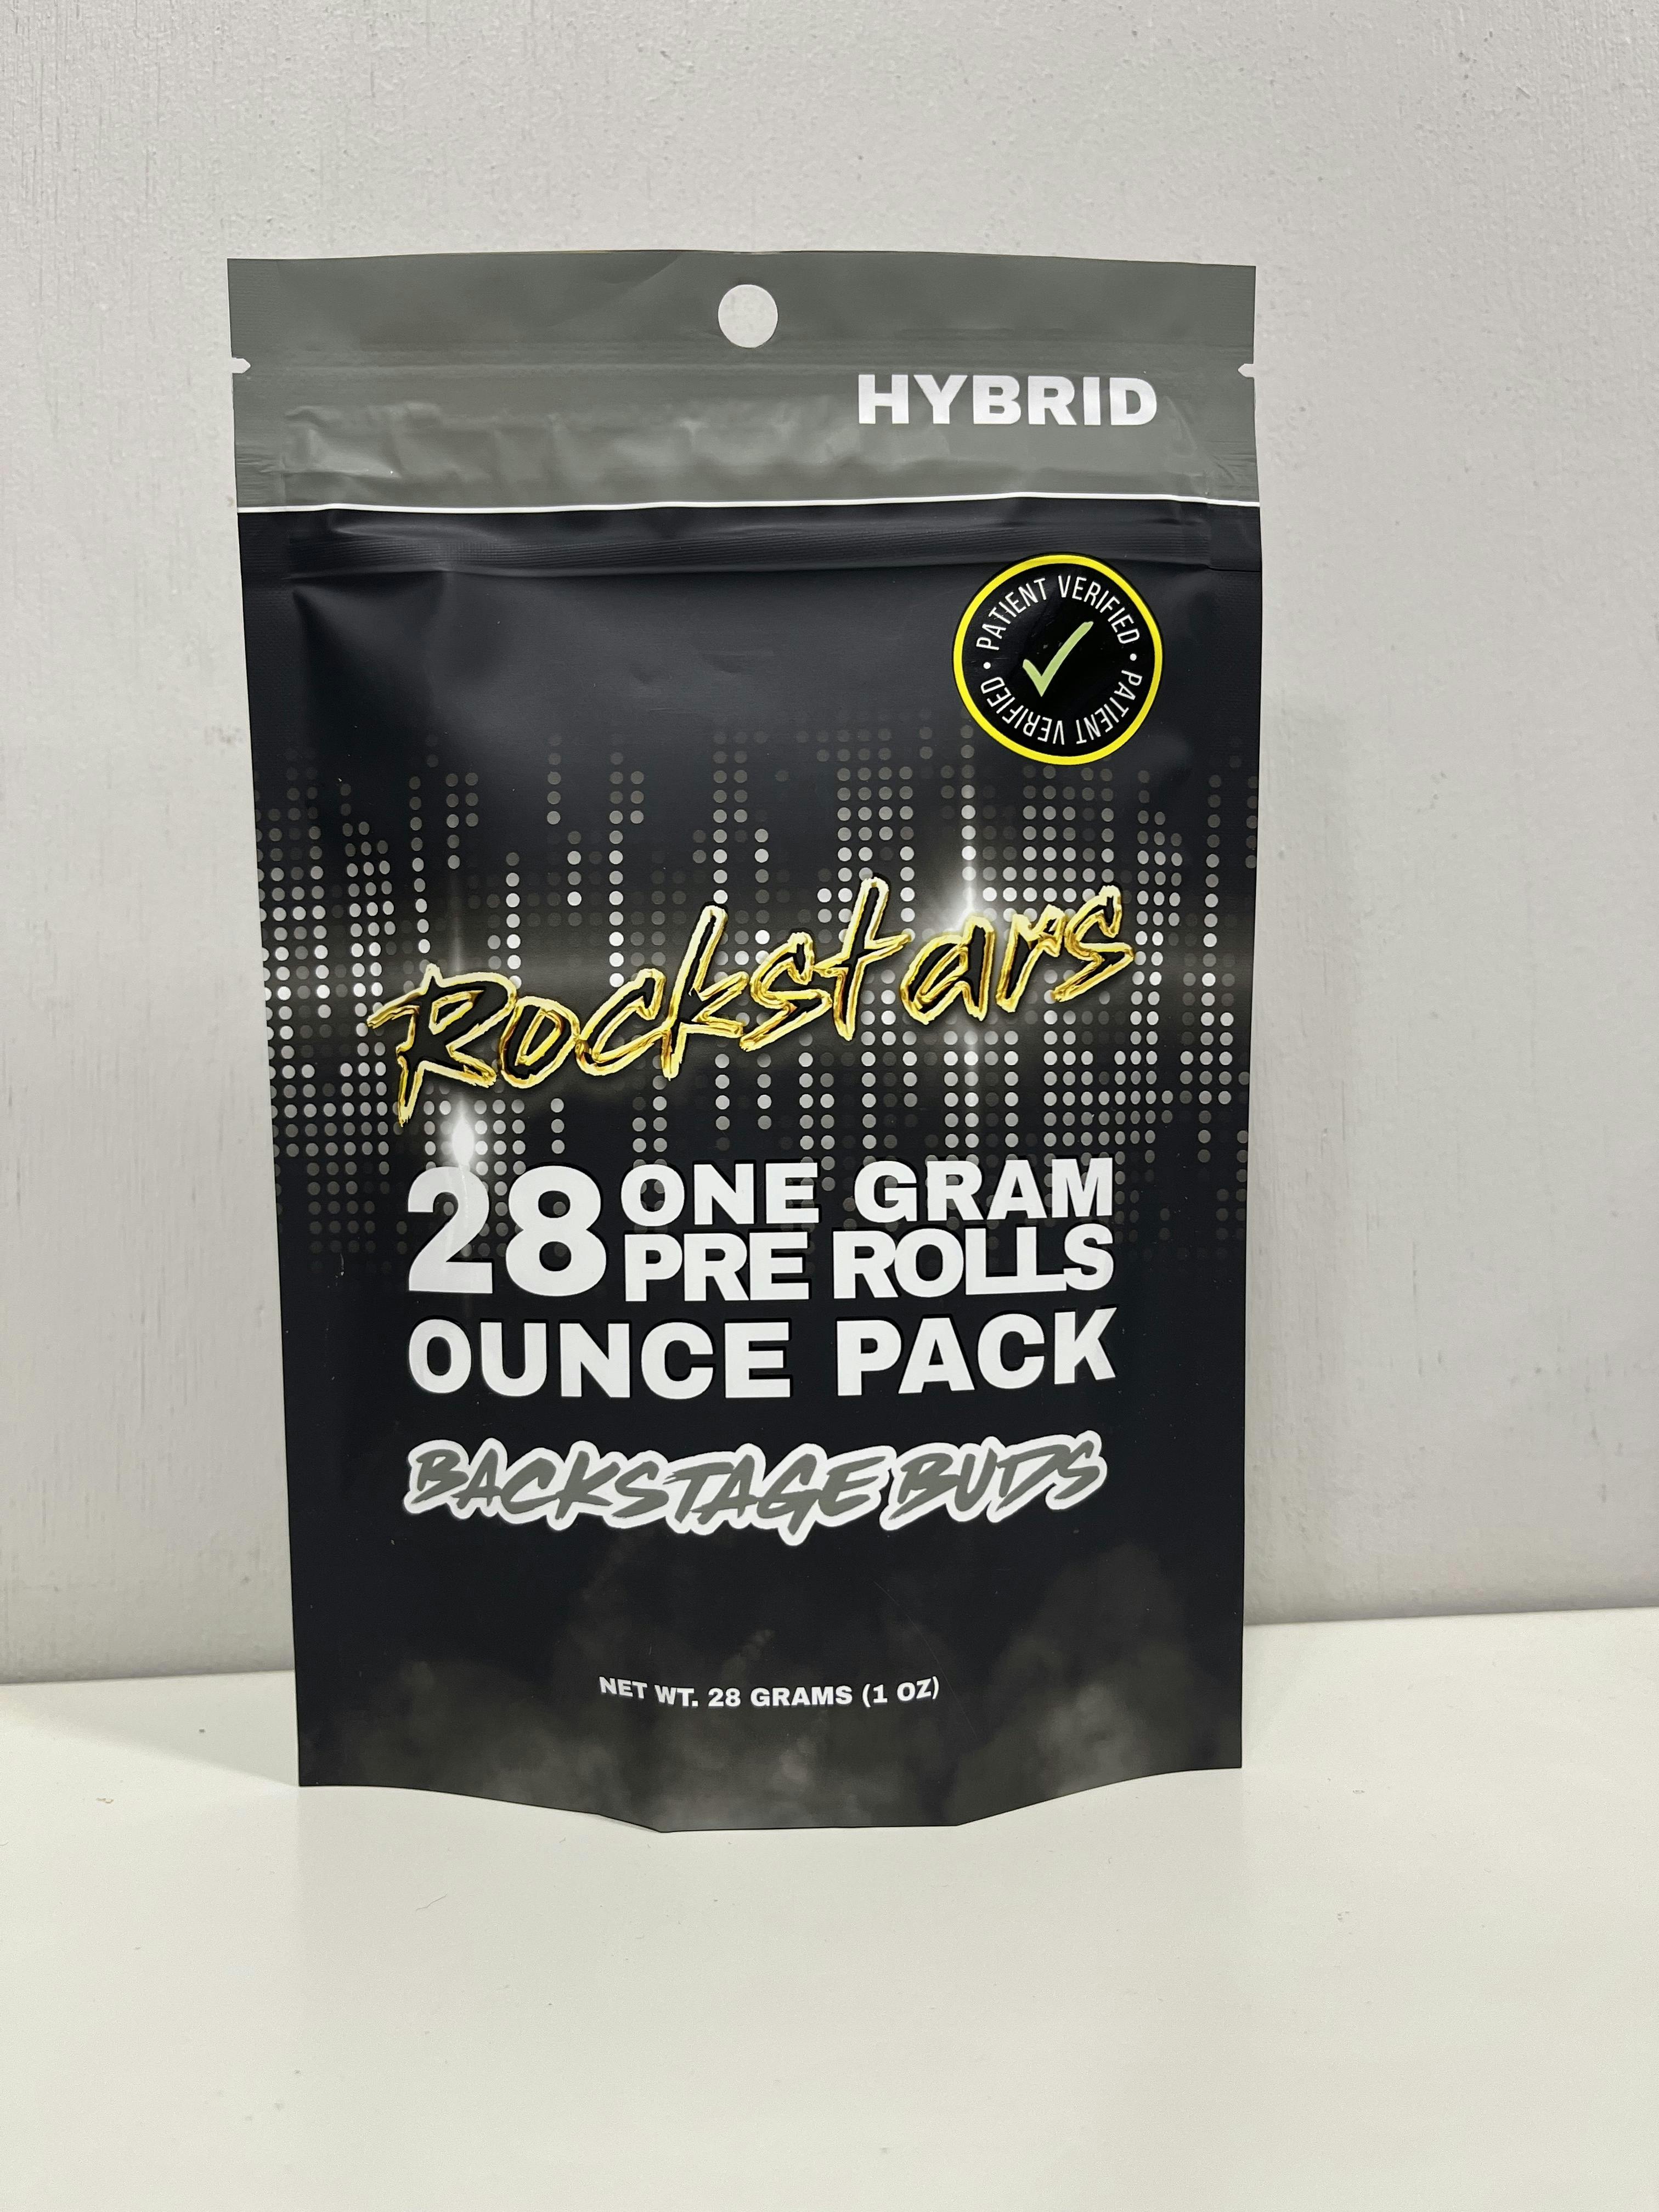 HYBRID
PATIENT VERIFIED • PATIENT VERIFIED •
Rockstars
28 ONE GRAM
PRE ROLLS
OUNCE PACK
BACKSTAGE BUDS
NET WT. 28 GRAMS (1 OZ)